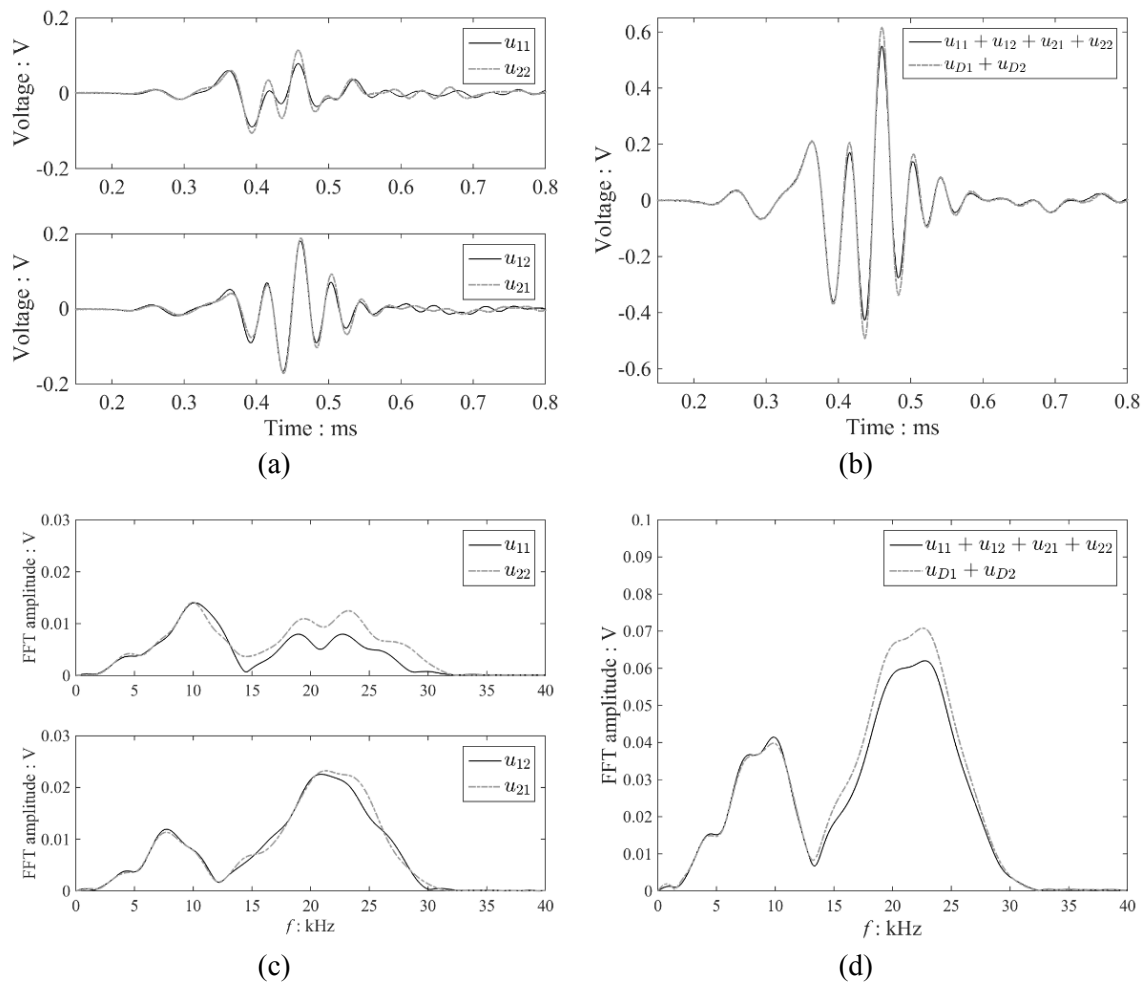 0.2
0
-0.2
Voltage : V
0.2 0.3 0.4 0.5 0.6 0.7 0.8
u11
u22
0.2
0
-0.2
Voltage : V
0.2 0.3 0.4 0.5 0.6 0.7 0.8
Time : ms
u12
u21
(a)
0.6
0.4
0.2
0
-0.2
-0.4
-0.6
Voltage : V
0.2 0.3 0.4 0.5 0.6 0.7 0.8
Time : ms
u11 + u12 + u21 + u22
uD1 + uD2
(b)
0.03
0.02
0.01
0
FFT amplitude : V
0 5 10 15 20 25 30 35 40
u11
u22
0.03
0.02
0.01
0
FFT amplitude : V
0 5 10 15 20 25 30 35 40
f : kHz
u12
u21
(c)
0.1
0.09
0.08
0.07
0.06
0.05
0.04
0.03
0.02
0.01
0
FFT amplitude : V
0 5 10 15 20 25 30 35 40
f : kHz
u11 + u12 + u21 + u22
uD1 + uD2
(d)